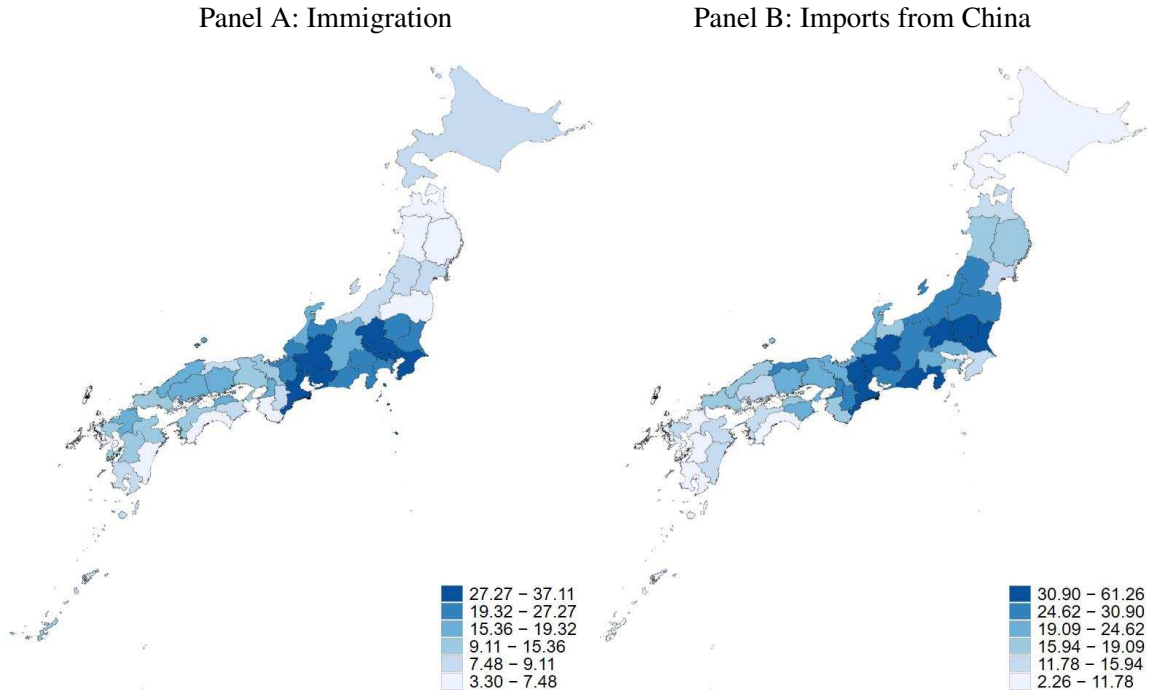 Panel A: Immigration
Panel B: Imports from China
27.27 – 37.11
19.32 – 27.27
15.36 – 19.32
9.11 – 15.36
7.48 – 9.11
3.30 – 7.48
30.90 – 61.26
24.62 – 30.90
19.09 – 24.62
15.94 – 19.09
11.78 – 15.94
2.26 – 11.78